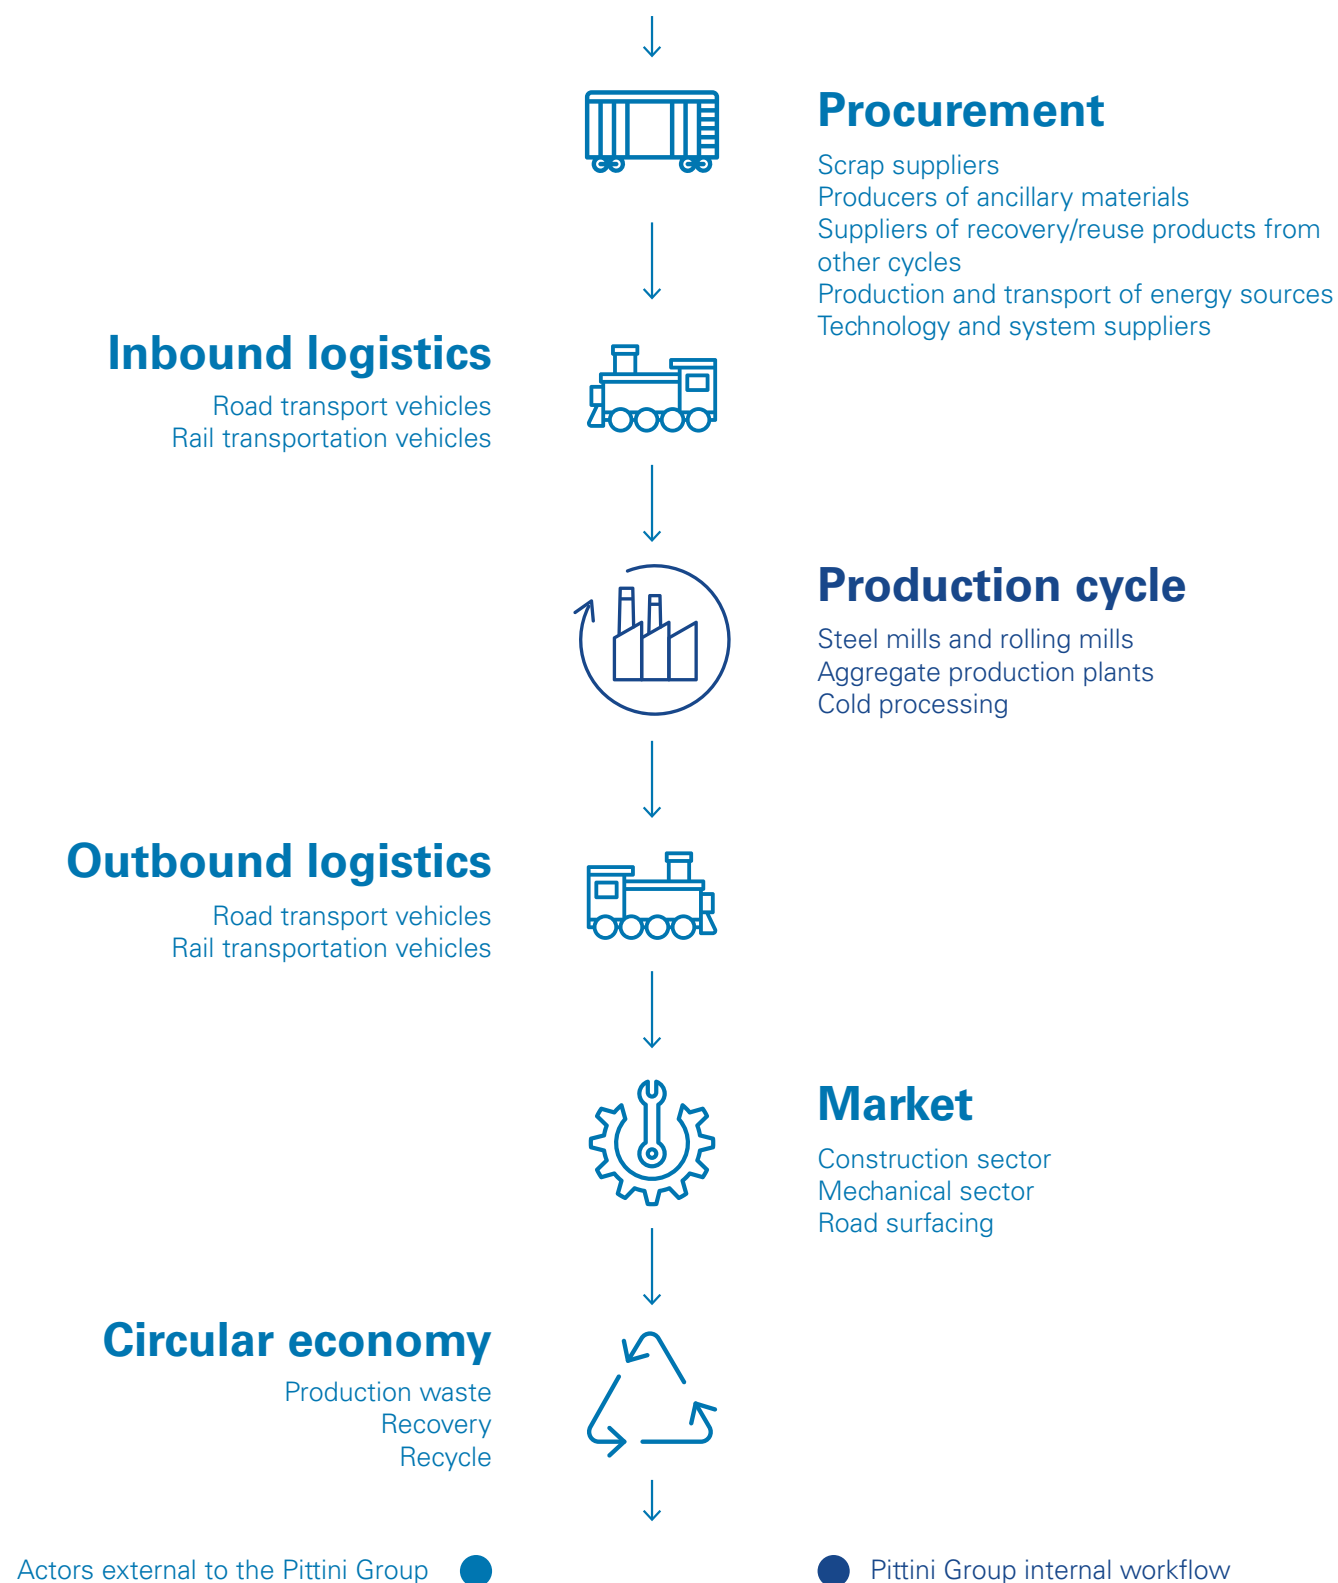 Procurement
Scrap suppliers
Producers of ancillary materials
Suppliers of recovery/reuse products from
other cycles
Production and transport of energy sources
Technology and system suppliers
Inbound logistics
Road transport vehicles
Rail transportation vehicles
Production cycle
Steel mills and rolling mills
Aggregate production plants
Cold processing
Outbound logistics
Road transport vehicles
Rail transportation vehicles
Market
Construction sector
Mechanical sector
Road surfacing
Circular economy
Production waste
Recovery
Recycle
Actors external to the Pittini Group
Pittini Group internal workflow